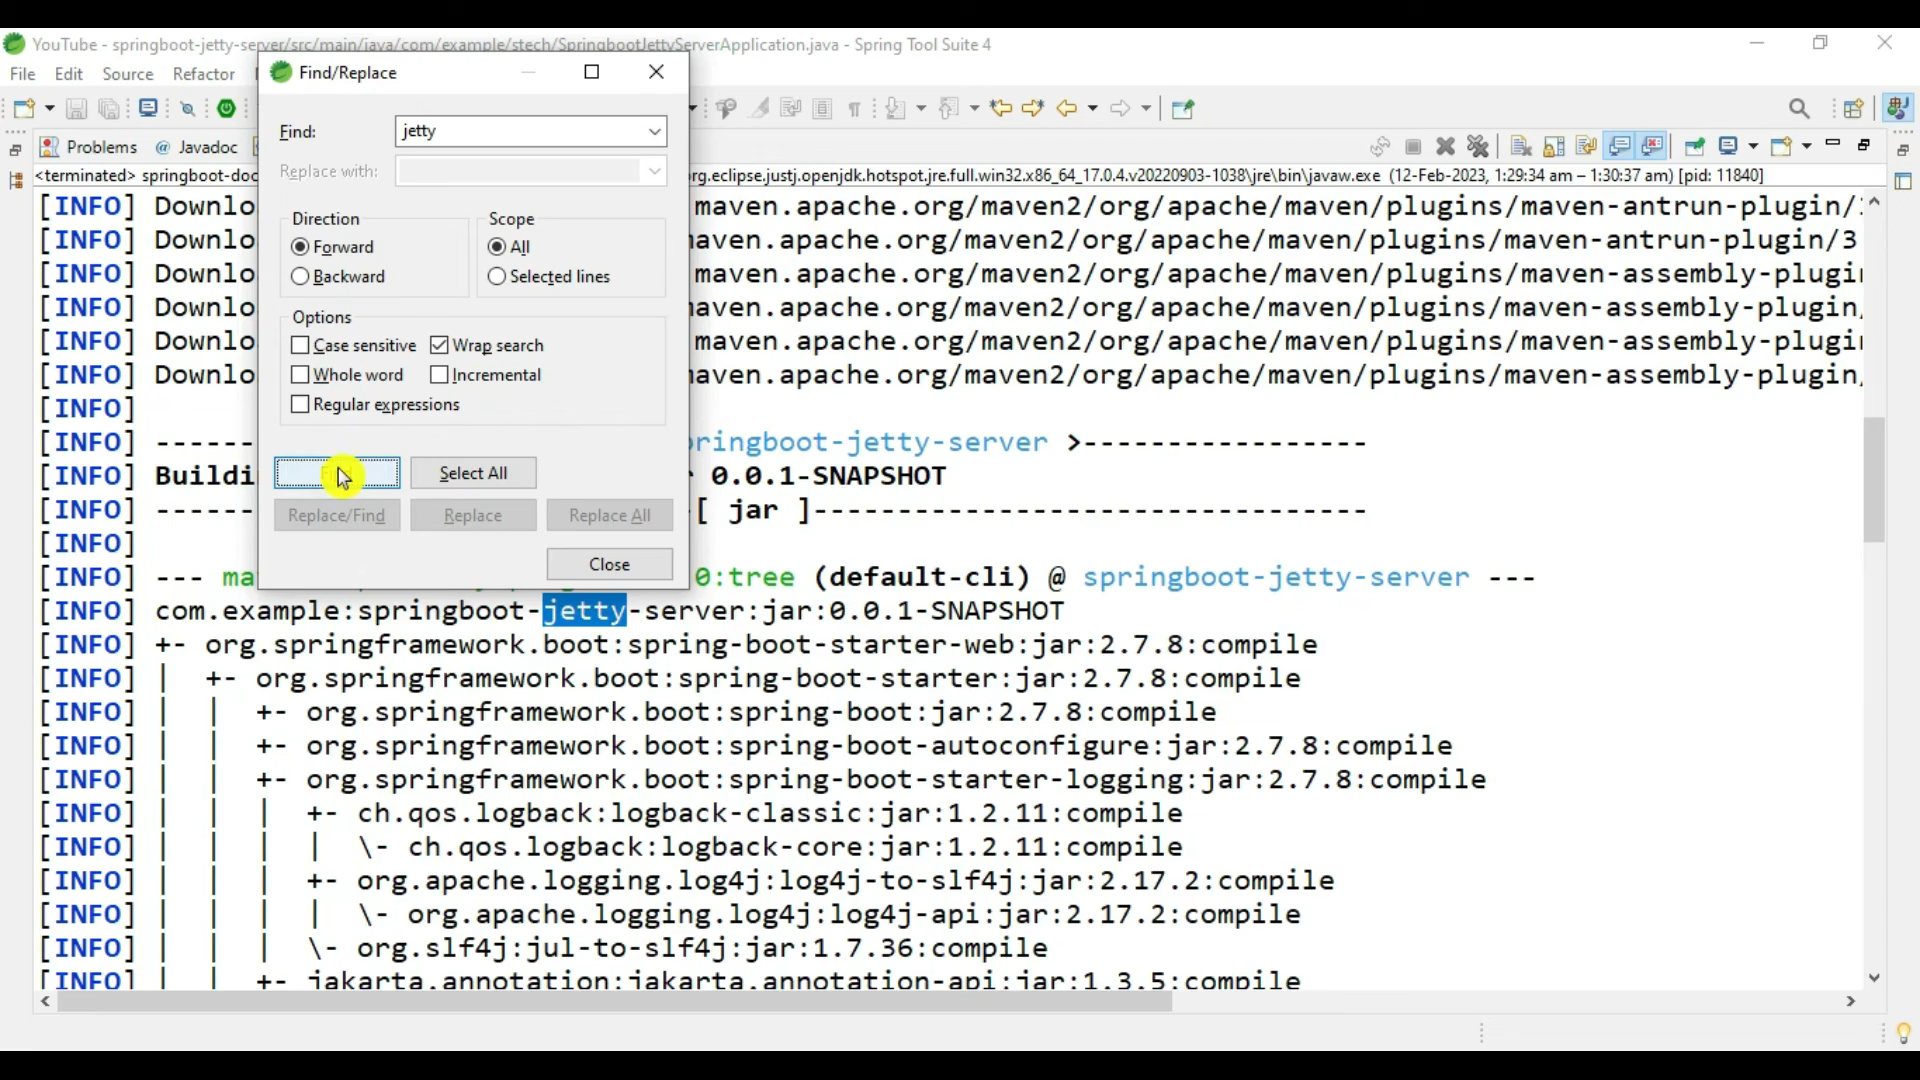 YouTube - springboot-jetty-server/src/main/java/com/example/stech/SpringbootJettyServerApplication.java - Spring Tool Suite 4
File Edit Source Refactor
Find/Replace
Find: jetty
Replace with:
Direction
Forward
Backward
Scope
All
Selected lines
Options
Case sensitive Wrap search
Whole word Incremental
Regular expressions
Select All
Replace/Find Replace Replace All
Close
Problems @ Javadoc
<terminated> springboot-doc rg.eclipse.justj.openjdk.hotspot.jre.full.win32.x86_64_17.0.4.v20220903-1038\jre\bin\javaw.exe (12-Feb-2023, 1:29:34 am – 1:30:37 am) [pid: 11840]
[INFO] Downlo maven.apache.org/maven2/org/apache/maven/plugins/maven-antrun-plugin/
[INFO] Downlo maven.apache.org/maven2/org/apache/maven/plugins/maven-antrun-plugin/3
[INFO] Downlo maven.apache.org/maven2/org/apache/maven/plugins/maven-assembly-plugi
[INFO] Downlo maven.apache.org/maven2/org/apache/maven/plugins/maven-assembly-plugin/
[INFO] Downlo maven.apache.org/maven2/org/apache/maven/plugins/maven-assembly-plugi
[INFO] Downlo maven.apache.org/maven2/org/apache/maven/plugins/maven-assembly-plugin/
[INFO]
[INFO] ------ pringboot-jetty-server >-----------------
[INFO] Buildi 0.0.1-SNAPSHOT
[INFO] ------ [ jar ]---------------------------------
[INFO]
[INFO] --- ma 0:tree (default-cli) @ springboot-jetty-server ---
[INFO] com.example:springboot-jetty-server:jar:0.0.1-SNAPSHOT
[INFO] +- org.springframework.boot:spring-boot-starter-web:jar:2.7.8:compile
[INFO] | +- org.springframework.boot:spring-boot-starter:jar:2.7.8:compile
[INFO] | | +- org.springframework.boot:spring-boot:jar:2.7.8:compile
[INFO] | | +- org.springframework.boot:spring-boot-autoconfigure:jar:2.7.8:compile
[INFO] | | +- org.springframework.boot:spring-boot-starter-logging:jar:2.7.8:compile
[INFO] | | | +- ch.qos.logback:logback-classic:jar:1.2.11:compile
[INFO] | | | | \- ch.qos.logback:logback-core:jar:1.2.11:compile
[INFO] | | | +- org.apache.logging.log4j:log4j-to-slf4j:jar:2.17.2:compile
[INFO] | | | | \- org.apache.logging.log4j:log4j-api:jar:2.17.2:compile
[INFO] | | | \- org.slf4j:jul-to-slf4j:jar:1.7.36:compile
[INFO] | | +- jakarta.annotation:jakarta.annotation-api:jar:1.3.5:compile